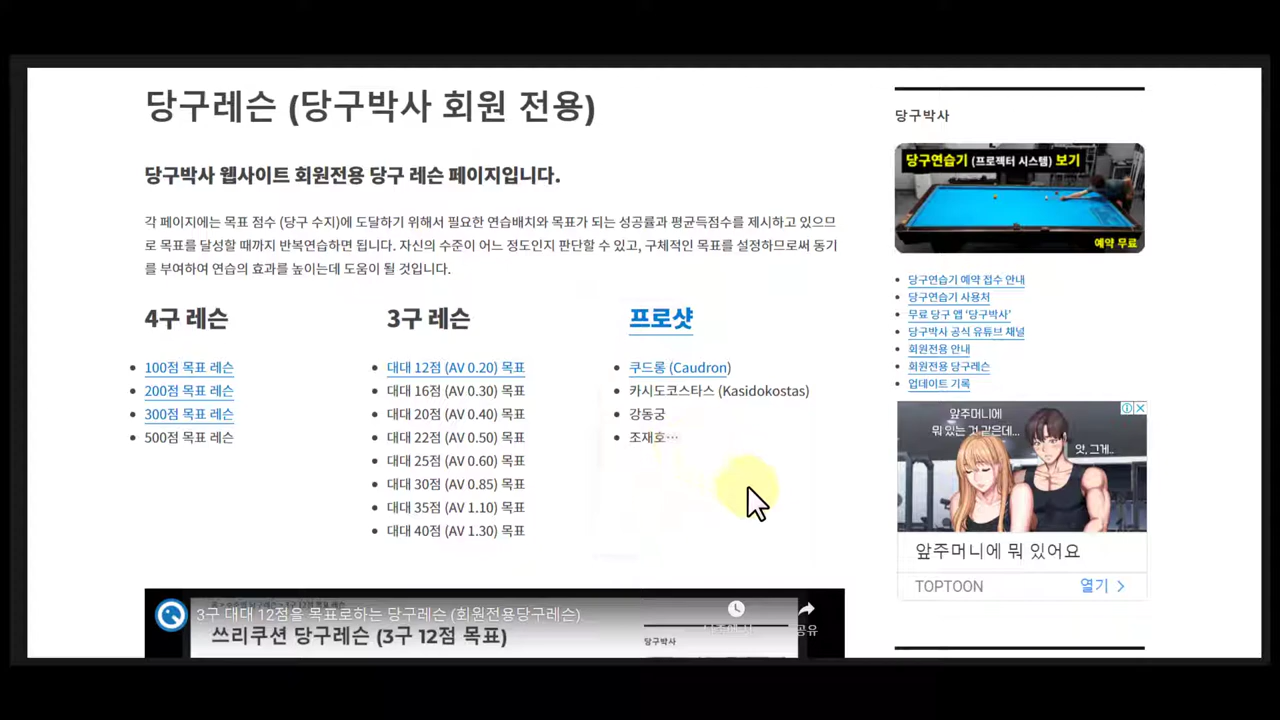 당구레슨 (당구박사 회원 전용)
당구박사 웹사이트 회원전용 당구 레슨 페이지입니다.
각 페이지에는 목표 점수 (당구 수지)에 도달하기 위해서 필요한 연습배치와 목표가 되는 성공률과 평균득점수를 제시하고 있으므
로 목표를 달성할 때까지 반복연습하면 됩니다. 자신의 수준이 어느 정도인지 판단할 수 있고, 구체적인 목표를 설정하므로써 동기
를 부여하여 연습의 효과를 높이는데 도움이 될 것입니다.
4구 레슨
100점 목표 레슨
200점 목표 레슨
300점 목표 레슨
500점 목표 레슨
3구 레슨
대대 12점 (AV 0.20) 목표
대대 16점 (AV 0.30) 목표
대대 20점 (AV 0.40) 목표
대대 22점 (AV 0.50) 목표
대대 25점 (AV 0.60) 목표
대대 30점 (AV 0.85) 목표
대대 35점 (AV 1.10) 목표
대대 40점 (AV 1.30) 목표
프로샷
쿠드롱 (Caudron)
카시도코스타스 (Kasidokostas)
강동궁
조재호…
3구 대대 12점을 목표로하는 당구레슨 (회원전용당구레슨)
쓰리쿠션 당구레슨 (3구 12점 목표)
공유
당구박사
당구박사
당구연습기 (프로젝터 시스템) 보기
예약 무료
당구연습기 예약 접수 안내
당구연습기 사용처
무료 당구 앱 ‘당구박사’
당구박사 공식 유튜브 채널
회원전용 안내
회원전용 당구레슨
업데이트 기록
앞주머니에
뭐 있는 것 같은데...
앗, 그게..
앞주머니에 뭐 있어요
TOPTOON
열기